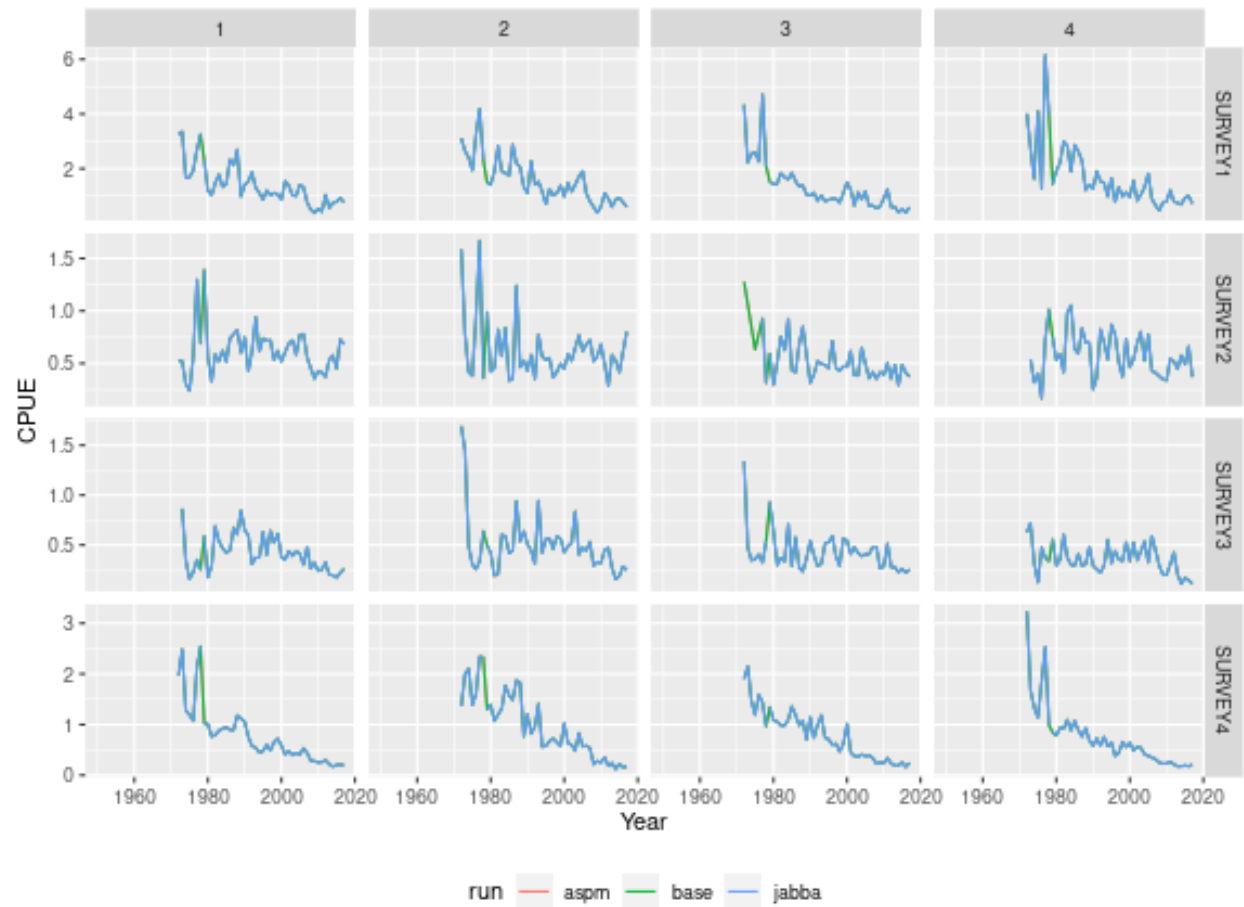 1 2 3 4
6
4
2
SURVEY1
1.5
1.0
0.5
SURVEY2
CPUE
1.5
1.0
0.5
SURVEY3
3
2
1
0
SURVEY4
1960 1980 2000 2020 1960 1980 2000 2020 1960 1980 2000 2020 1960 1980 2000 2020
Year
run aspm base jabba